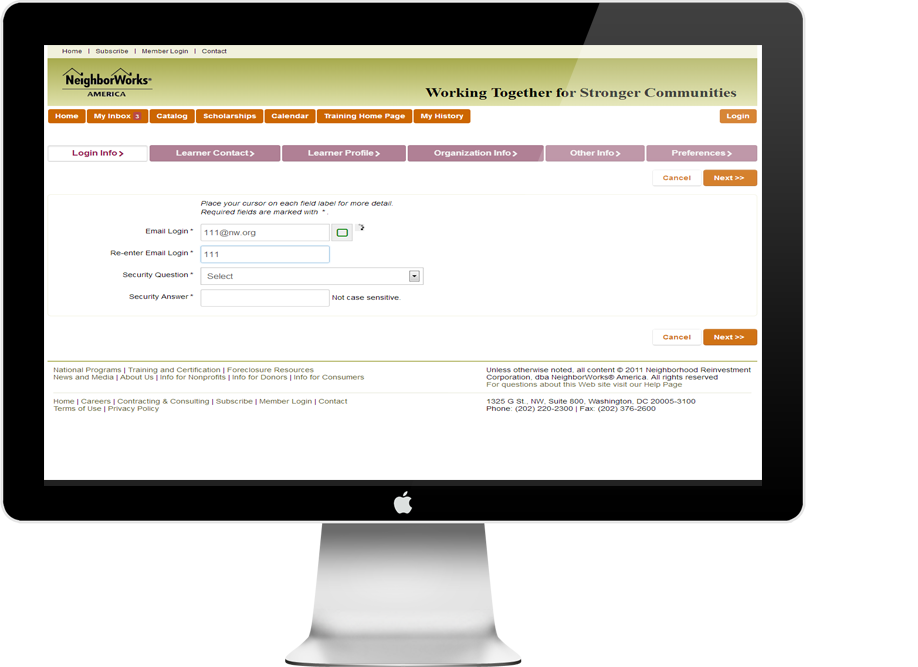 Home | Subscribe | Member Login | Contact
NeighborWorks®
AMERICA
Working Together for Stronger Communities
Home My Inbox 3 Catalog Scholarships Calendar Training Home Page My History Login
Login Info > Learner Contact > Learner Profile > Organization Info > Other Info > Preferences >
Cancel Next >>
Place your cursor on each field label for more detail.
Required fields are marked with * .
Email Login * 111@nw.org
Re-enter Email Login * 111
Security Question * Select
Security Answer * Not case sensitive.
Cancel Next >>
National Programs | Training and Certification | Foreclosure Resources
News and Media | About Us | Info for Nonprofits | Info for Donors | Info for Consumers
Unless otherwise noted, all content © 2011 Neighborhood Reinvestment
Corporation, dba NeighborWorks® America. All rights reserved
For questions about this Web site visit our Help Page
Home | Careers | Contracting & Consulting | Subscribe | Member Login | Contact
Terms of Use | Privacy Policy
1325 G St., NW, Suite 800, Washington, DC 20005-3100
Phone: (202) 220-2300 | Fax: (202) 376-2600